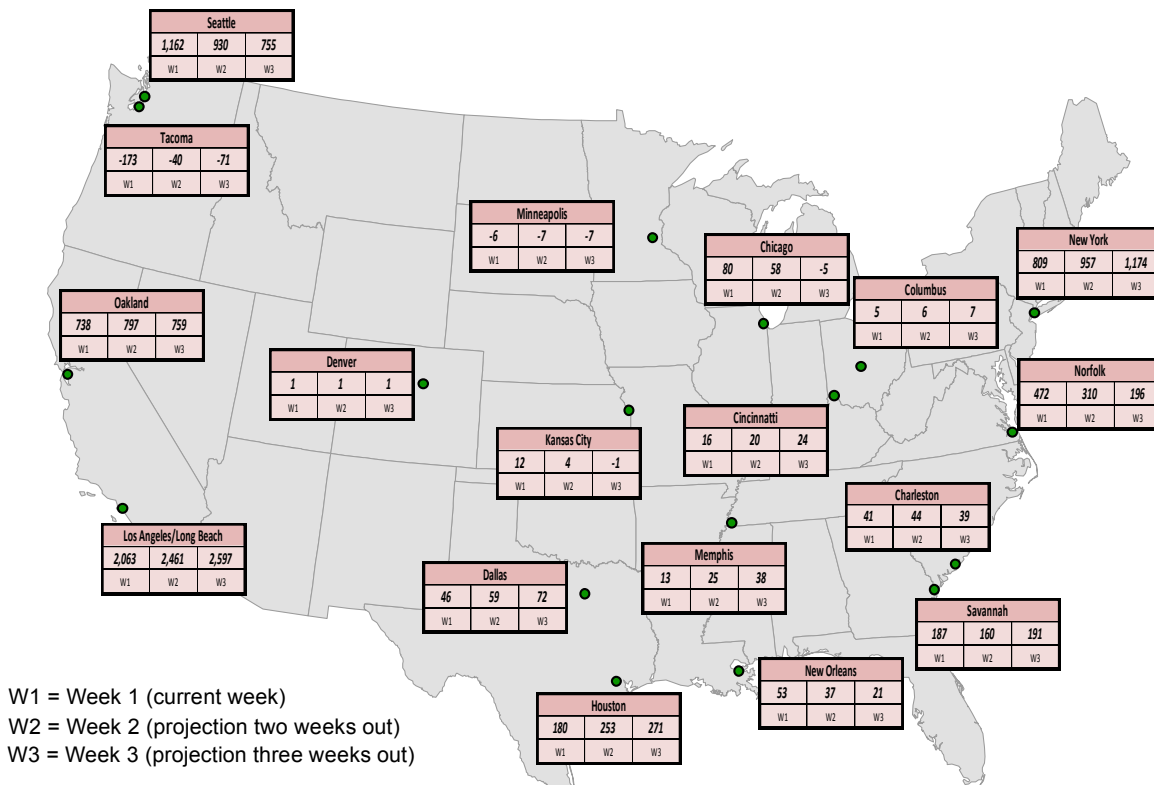 Seattle
1,162 930 755
W1 W2 W3
Tacoma
-173 -40 -71
W1 W2 W3
Minneapolis
-6 -7 -7
W1 W2 W3
Chicago
80 58 -5
W1 W2 W3
New York
809 957 1,174
W1 W2 W3
Columbus
5 6 7
W1 W2 W3
Oakland
738 797 759
W1 W2 W3
Denver
1 1 1
W1 W2 W3
Norfolk
472 310 196
W1 W2 W3
Cincinnatti
16 20 24
W1 W2 W3
Kansas City
12 4 -1
W1 W2 W3
Charleston
41 44 39
W1 W2 W3
Los Angeles/Long Beach
2,063 2,461 2,597
W1 W2 W3
Memphis
13 25 38
W1 W2 W3
Dallas
46 59 72
W1 W2 W3
Savannah
187 160 191
W1 W2 W3
New Orleans
53 37 21
W1 W2 W3
Houston
180 253 271
W1 W2 W3
W1 = Week 1 (current week)
W2 = Week 2 (projection two weeks out)
W3 = Week 3 (projection three weeks out)